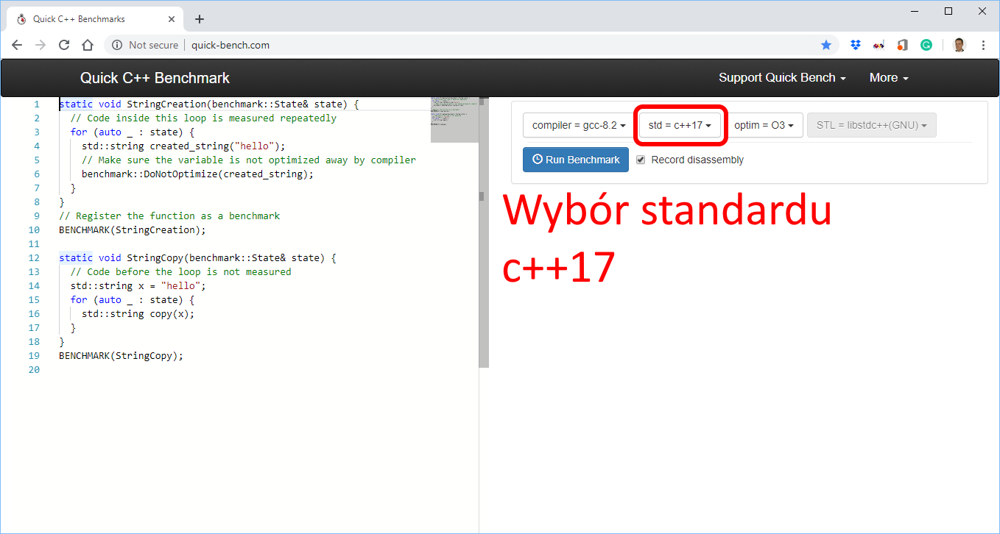 Quick C++ Benchmarks
Not secure
quick-bench.com
Quick C++ Benchmark
Support Quick Bench
More
1 static void StringCreation(benchmark::State& state) {
2   // Code inside this loop is measured repeatedly
3   for (auto _ : state) {
4     std::string created_string("hello");
5     // Make sure the variable is not optimized away by compiler
6     benchmark::DoNotOptimize(created_string);
7   }
8 }
9 // Register the function as a benchmark
10 BENCHMARK(StringCreation);
11
12 static void StringCopy(benchmark::State& state) {
13   // Code before the loop is not measured
14   std::string x = "hello";
15   for (auto _ : state) {
16     std::string copy(x);
17   }
18 }
19 BENCHMARK(StringCopy);
20
compiler = gcc-8.2
std = c++17
optim = O3
STL = libstdc++(GNU)
Run Benchmark
Record disassembly
Wybór standardu
c++17